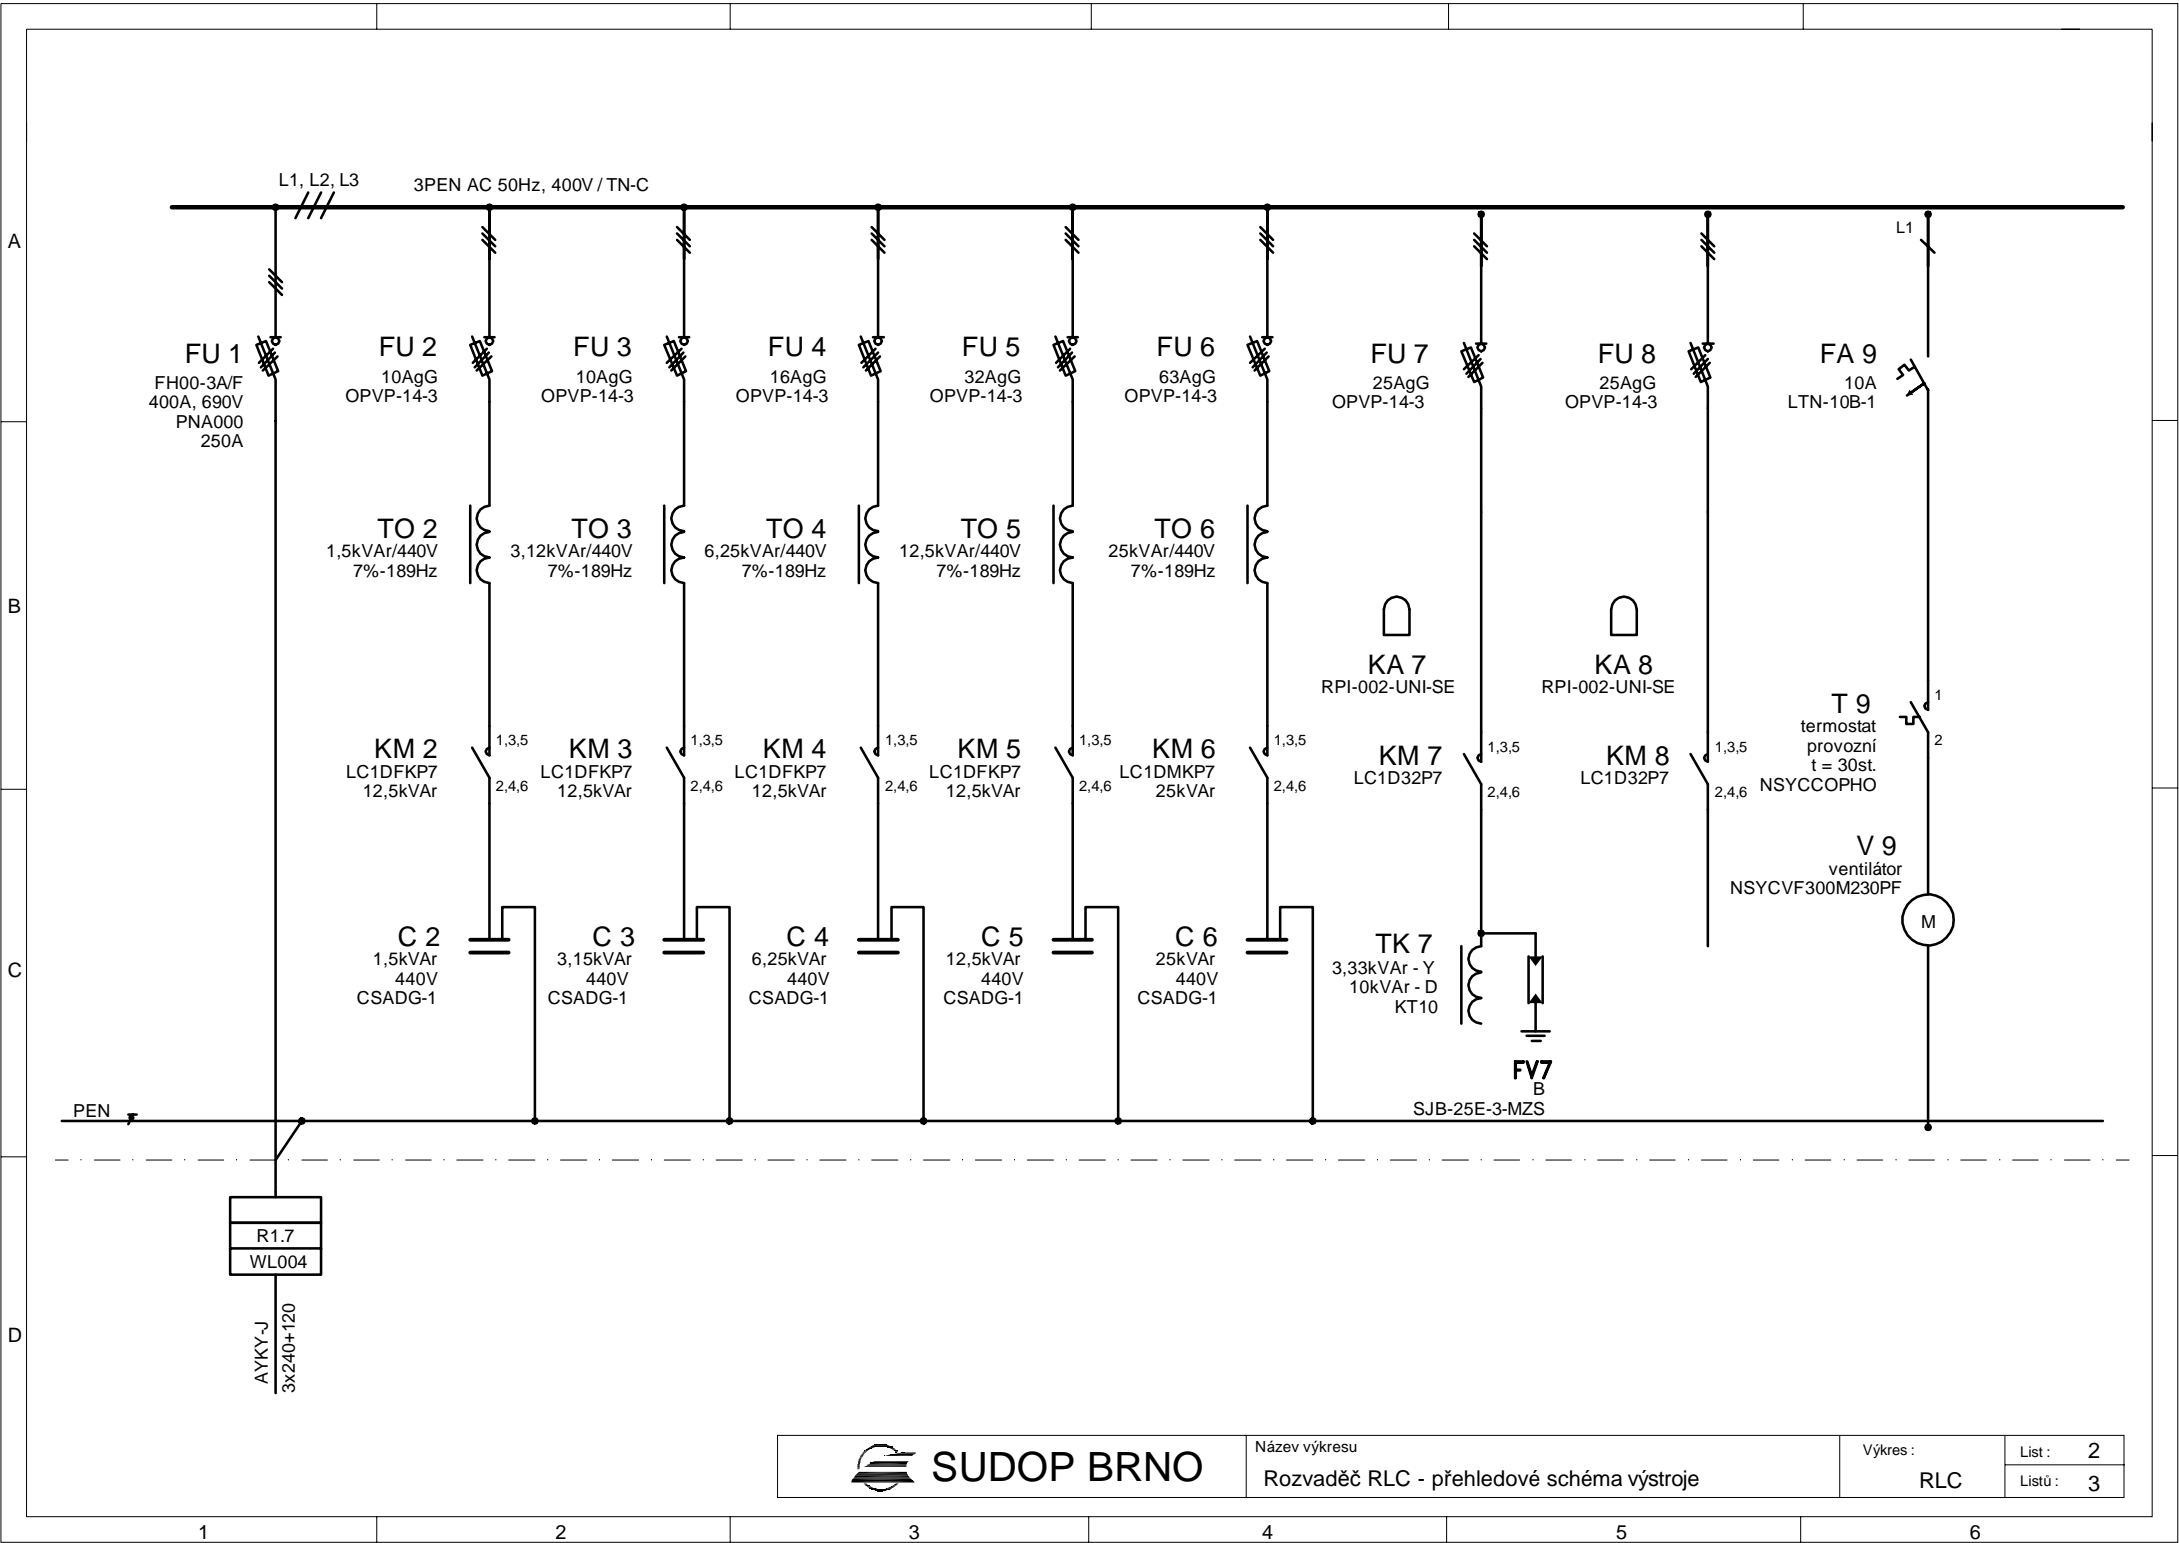 L1, L2, L3
3PEN AC 50Hz, 400V / TN-C
L1
A
FU 1
FH00-3A/F
400A, 690V
PNA000
250A
FU 2
10AgG
OPVP-14-3
FU 3
10AgG
OPVP-14-3
FU 4
16AgG
OPVP-14-3
FU 5
32AgG
OPVP-14-3
FU 6
63AgG
OPVP-14-3
FU 7
25AgG
OPVP-14-3
FU 8
25AgG
OPVP-14-3
FA 9
10A
LTN-10B-1
TO 2
1,5kVAr/440V
7%-189Hz
TO 3
3,12kVAr/440V
7%-189Hz
TO 4
6,25kVAr/440V
7%-189Hz
TO 5
12,5kVAr/440V
7%-189Hz
TO 6
25kVAr/440V
7%-189Hz
B
KA 7
RPI-002-UNI-SE
KA 8
RPI-002-UNI-SE
KM 2
LC1DFKP7
12,5kVAr
1,3,5
2,4,6
KM 3
LC1DFKP7
12,5kVAr
1,3,5
2,4,6
KM 4
LC1DFKP7
12,5kVAr
1,3,5
2,4,6
KM 5
LC1DFKP7
12,5kVAr
1,3,5
2,4,6
KM 6
LC1DMKP7
25kVAr
1,3,5
2,4,6
KM 7
LC1D32P7
1,3,5
2,4,6
KM 8
LC1D32P7
1,3,5
2,4,6
T 9
termostat
provozní
t = 30st.
NSYCCOPHO
1
2
V 9
ventilátor
NSYCVF300M230PF
M
C
C 2
1,5kVAr
440V
CSADG-1
C 3
3,15kVAr
440V
CSADG-1
C 4
6,25kVAr
440V
CSADG-1
C 5
12,5kVAr
440V
CSADG-1
C 6
25kVAr
440V
CSADG-1
TK 7
3,33kVAr - Y
10kVAr - D
KT10
FV7
B
SJB-25E-3-MZS
PEN
R1.7
WL004
AYKY-J
3x240+120
D
SUDOP BRNO
Název výkresu
Rozvaděč RLC - přehledové schéma výstroje
Výkres :
RLC
List : 2
Listů : 3
1 2 3 4 5 6